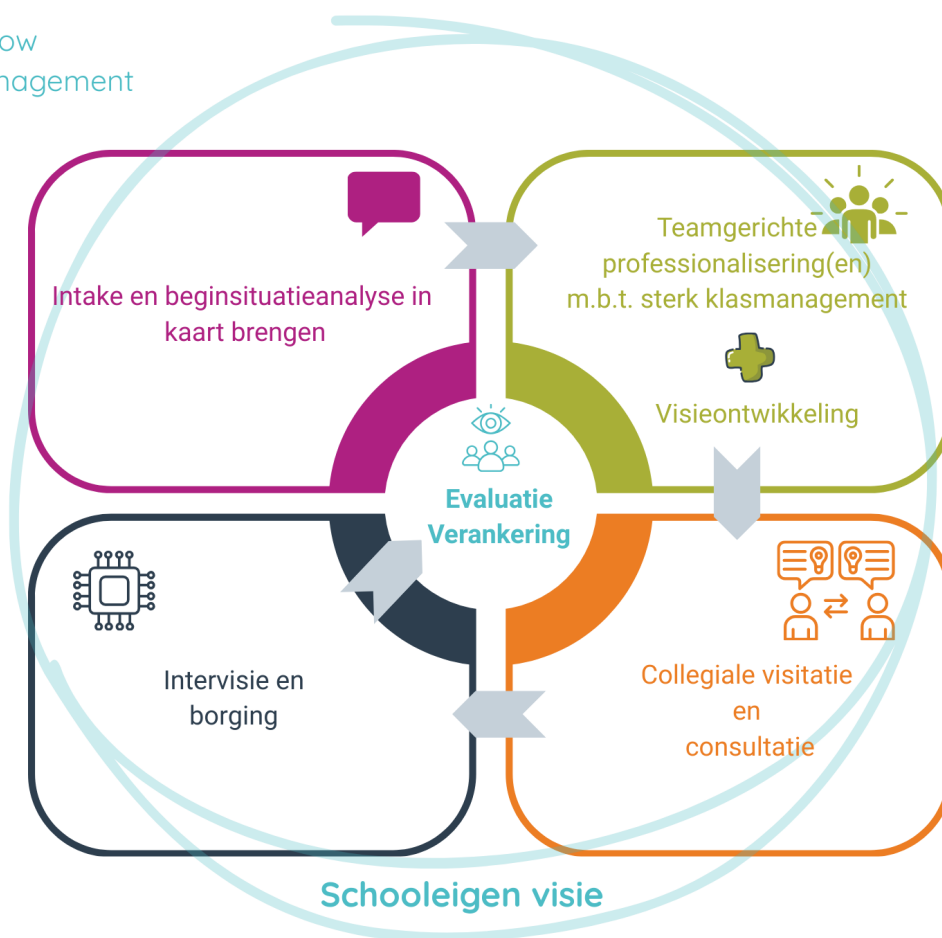 ow
nagement
Intake en beginsituatieanalyse in
kaart brengen
Teamgerichte
professionalisering(en)
m.b.t. sterk klasmanagement
Visieontwikkeling
Evaluatie
Verankering
Intervisie en
borging
Collegiale visitatie
en
consultatie
Schooleigen visie